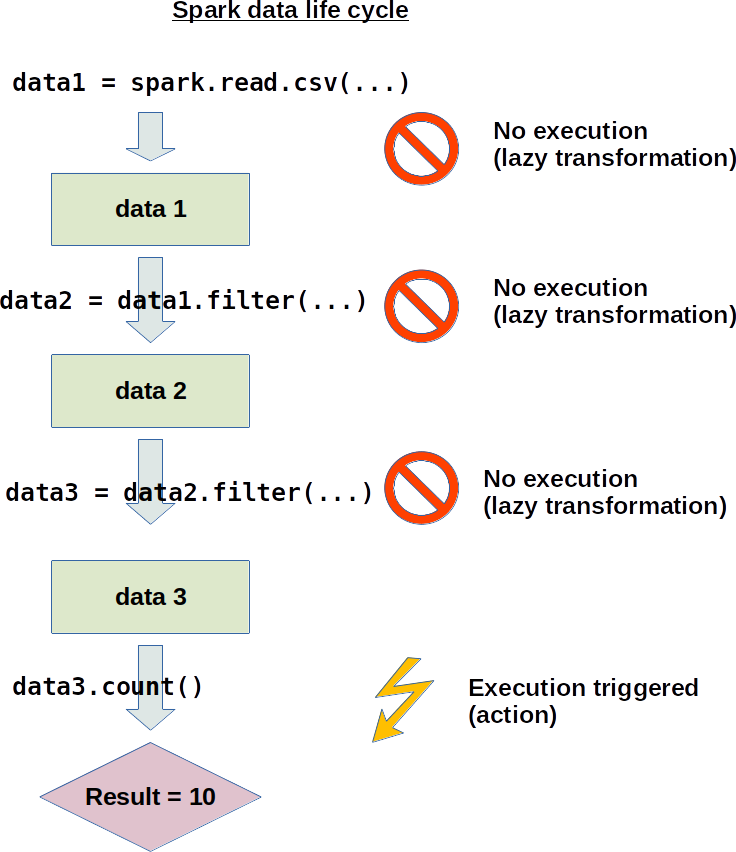 Spark data life cycle
data1 = spark.read.csv(...)
No execution
(lazy transformation)
data 1
data2 = data1.filter(...)
No execution
(lazy transformation)
data 2
data3 = data2.filter(...)
No execution
(lazy transformation)
data 3
data3.count()
Execution triggered
(action)
Result = 10